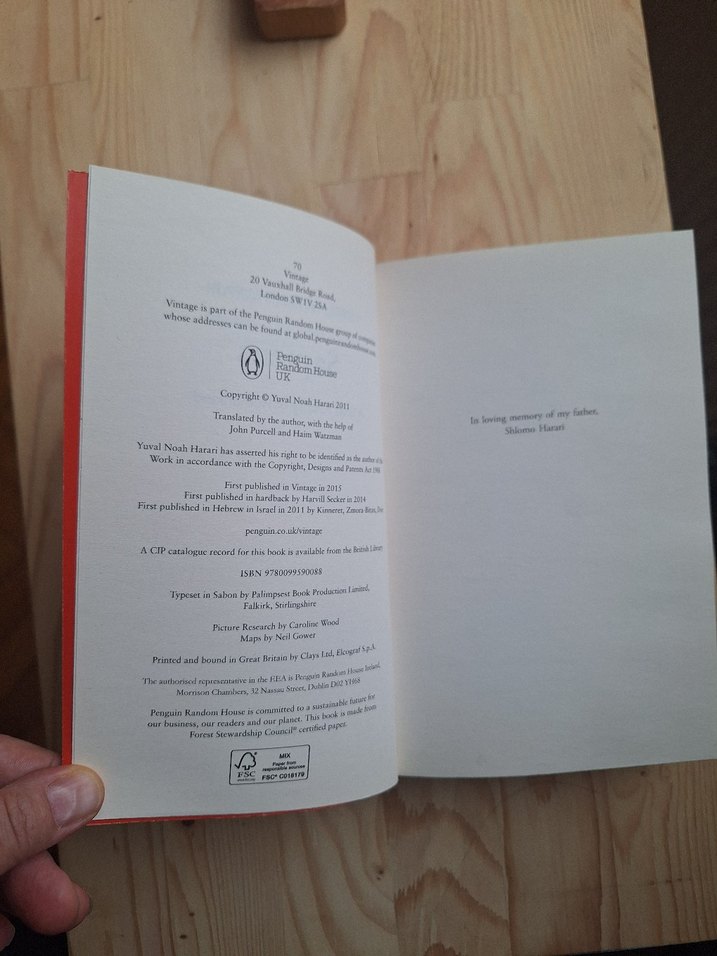 70
Vintage
20 Vauxhall Bridge Road,
London SW1V 2SA
Vintage is part of the Penguin Random House group of
whose addresses can be found at global.penguinrandomhouse.com
Penguin
Random House
UK
Copyright © Yuval Noah Harari 2011
Translated by the author, with the help of
John Purcell and Haim Watzman
Yuval Noah Harari has asserted his right to be identified as the author of
Work in accordance with the Copyright, Designs and Patents Act 1988
First published in Vintage in 2015
First published in hardback by Harvill Secker in 2014
First published in Hebrew in Israel in 2011 by Kinneret, Zmora-Bitan,
penguin.co.uk/vintage
A CIP catalogue record for this book is available from the British Library
ISBN 9780099590088
Typeset in Sabon by Palimpsest Book Production Limited,
Falkirk, Stirlingshire
Picture Research by Caroline Wood
Maps by Neil Gower
Printed and bound in Great Britain by Clays Ltd, Elcograf S.p.A.
The authorised representative in the EEA is Penguin Random House Ireland,
Morrison Chambers, 32 Nassau Street, Dublin D02 YH68
Penguin Random House is committed to a sustainable future for
our business, our readers and our planet. This book is made from
Forest Stewardship Council® certified paper.
FSC
MIX
Paper from
responsible sources
FSC® C018179
In loving memory of my father,
Shlomo Harari